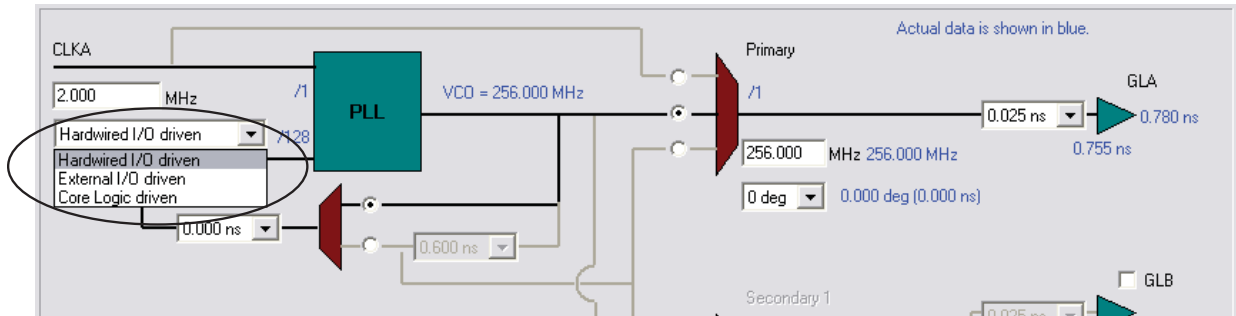 Actual data is shown in blue.
CLKA
Primary
2.000 MHz
/1
PLL
VCO = 256.000 MHz
/1
GLA
0.025 ns
0.780 ns
0.755 ns
Hardwired I/O driven
/128
Hardwired I/O driven
External I/O driven
Core Logic driven
256.000 MHz 256.000 MHz
0 deg 0.000 deg (0.000 ns)
0.000 ns
0.600 ns
GLB
Secondary 1
0.025 ns